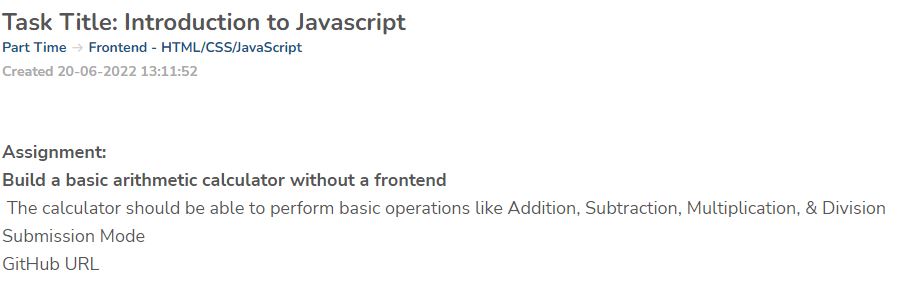 Task Title: Introduction to Javascript
Part Time → Frontend - HTML/CSS/JavaScript
Created 20-06-2022 13:11:52
Assignment:
Build a basic arithmetic calculator without a frontend
The calculator should be able to perform basic operations like Addition, Subtraction, Multiplication, & Division
Submission Mode
GitHub URL